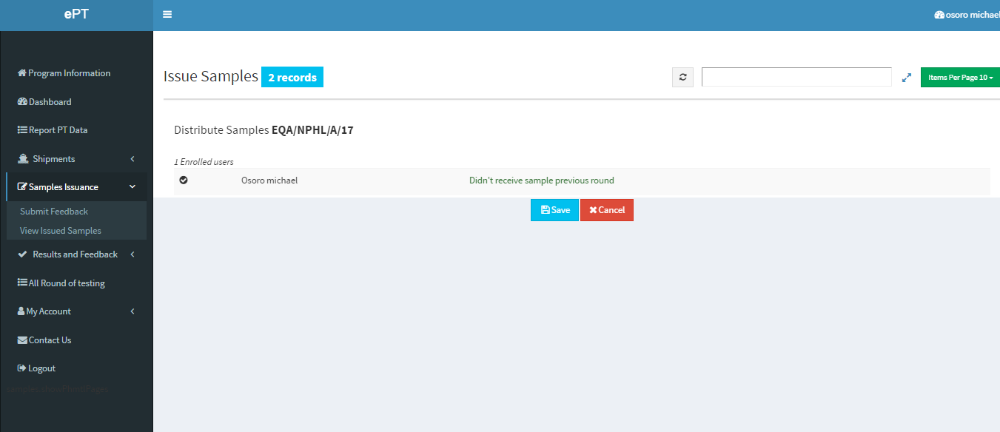 ePT
osoro michael
Program Information
Dashboard
Report PT Data
Shipments
Samples Issuance
Submit Feedback
View Issued Samples
Results and Feedback
All Round of testing
My Account
Contact Us
Logout
Issue Samples 2 records
Items Per Page 10
Distribute Samples EQA/NPHL/A/17
1 Enrolled users
Osoro michael Didn't receive sample previous round
Save Cancel